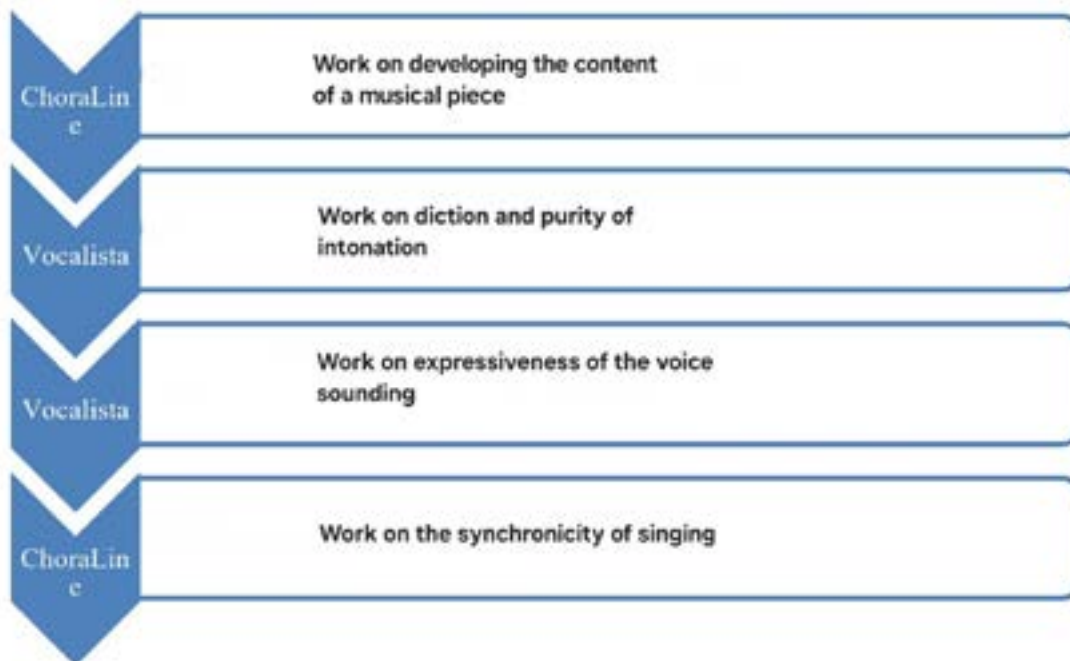 ChoraLin
e
Work on developing the content
of a musical piece
Vocalista
Work on diction and purity of
intonation
Vocalista
Work on expressiveness of the voice
sounding
ChoraLin
e
Work on the synchronicity of singing